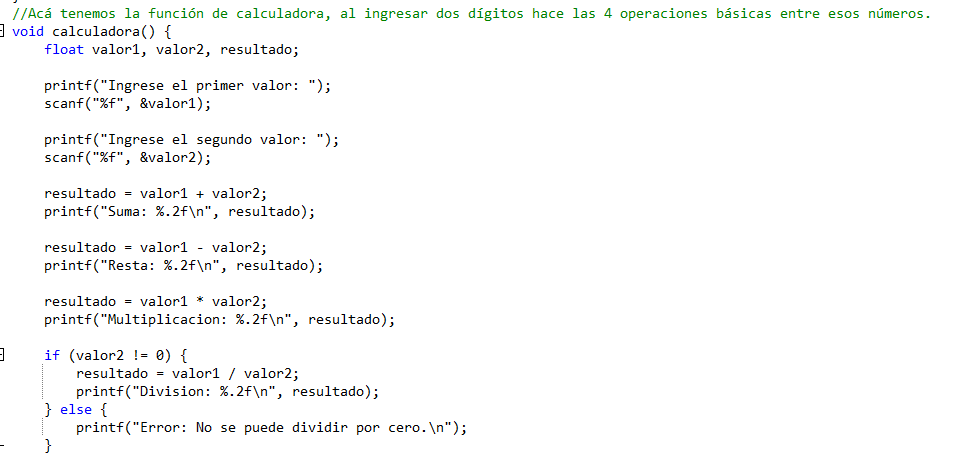 //Acá tenemos la función de calculadora, al ingresar dos dígitos hace las 4 operaciones básicas entre esos números.
void calculadora() {
    float valor1, valor2, resultado;

    printf("Ingrese el primer valor: ");
    scanf("%f", &valor1);

    printf("Ingrese el segundo valor: ");
    scanf("%f", &valor2);

    resultado = valor1 + valor2;
    printf("Suma: %.2f\n", resultado);

    resultado = valor1 - valor2;
    printf("Resta: %.2f\n", resultado);

    resultado = valor1 * valor2;
    printf("Multiplicacion: %.2f\n", resultado);

    if (valor2 != 0) {
        resultado = valor1 / valor2;
        printf("Division: %.2f\n", resultado);
    } else {
        printf("Error: No se puede dividir por cero.\n");
    }